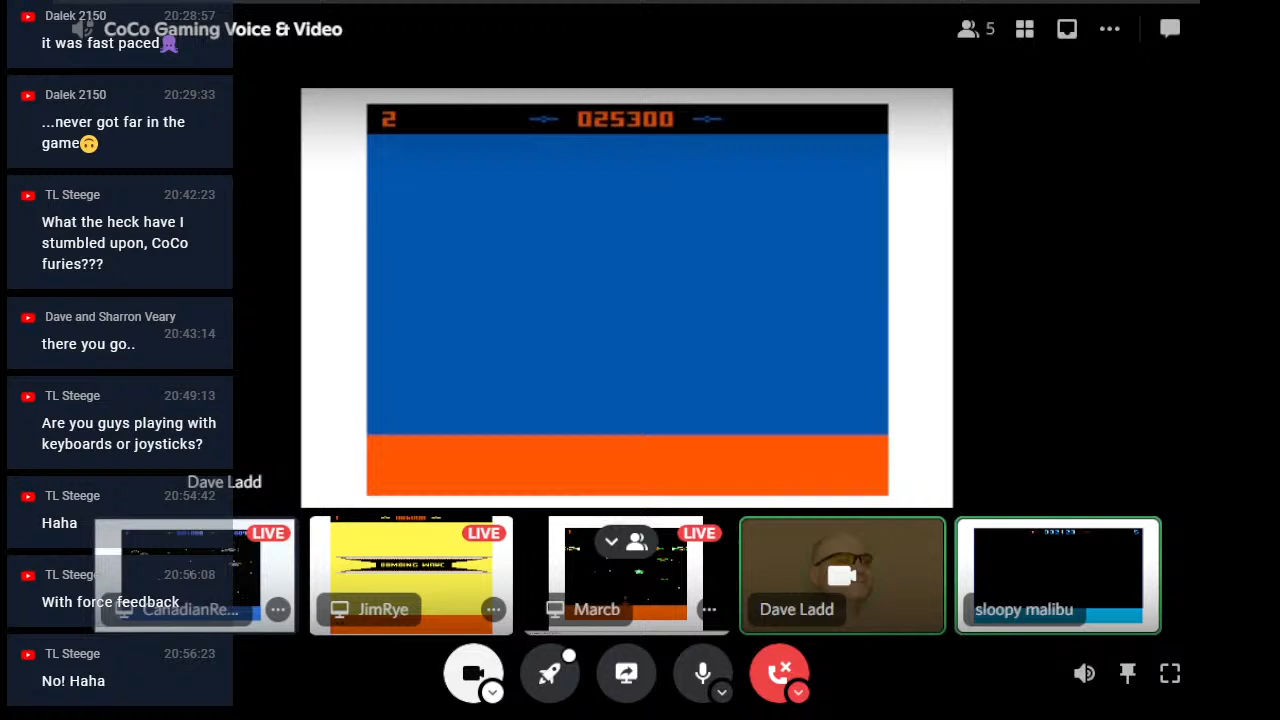 Dalek 2150 20:28:57
it was fast paced
Dalek 2150 20:29:33
...never got far in the
game
TL Steege 20:42:23
What the heck have I
stumbled upon, CoCo
furies???
Dave and Sharron Veary
20:43:14
there you go..
TL Steege 20:49:13
Are you guys playing with
keyboards or joysticks?
TL Steege 20:54:42
Haha
TL Steege 20:56:08
With force feedback
TL Steege 20:56:23
No! Haha
CoCo Gaming Voice & Video
5
2 025300
Dave Ladd
LIVE
CanadianRe...
LIVE
BOMBING WAVE
JimRye
LIVE
Marcb
Dave Ladd
sloopy malibu